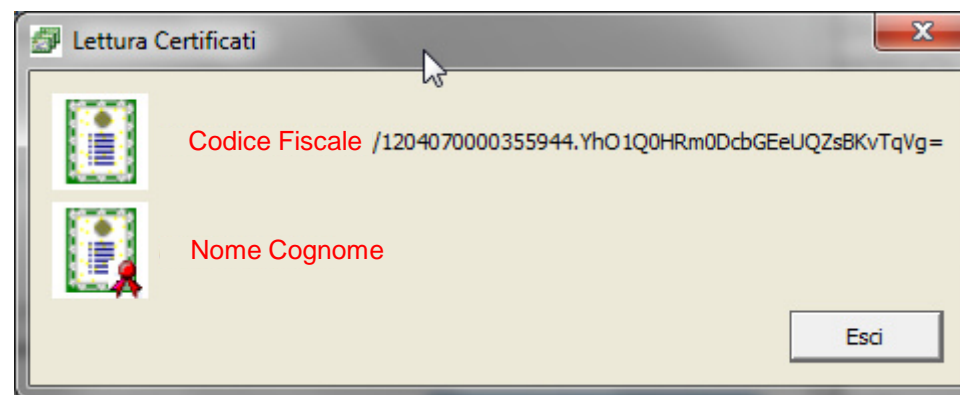 Lettura Certificati
Codice Fiscale /1204070000355944.YhO1Q0HRm0DcbGEeUQZsBKvTqVg=
Nome Cognome
Esci